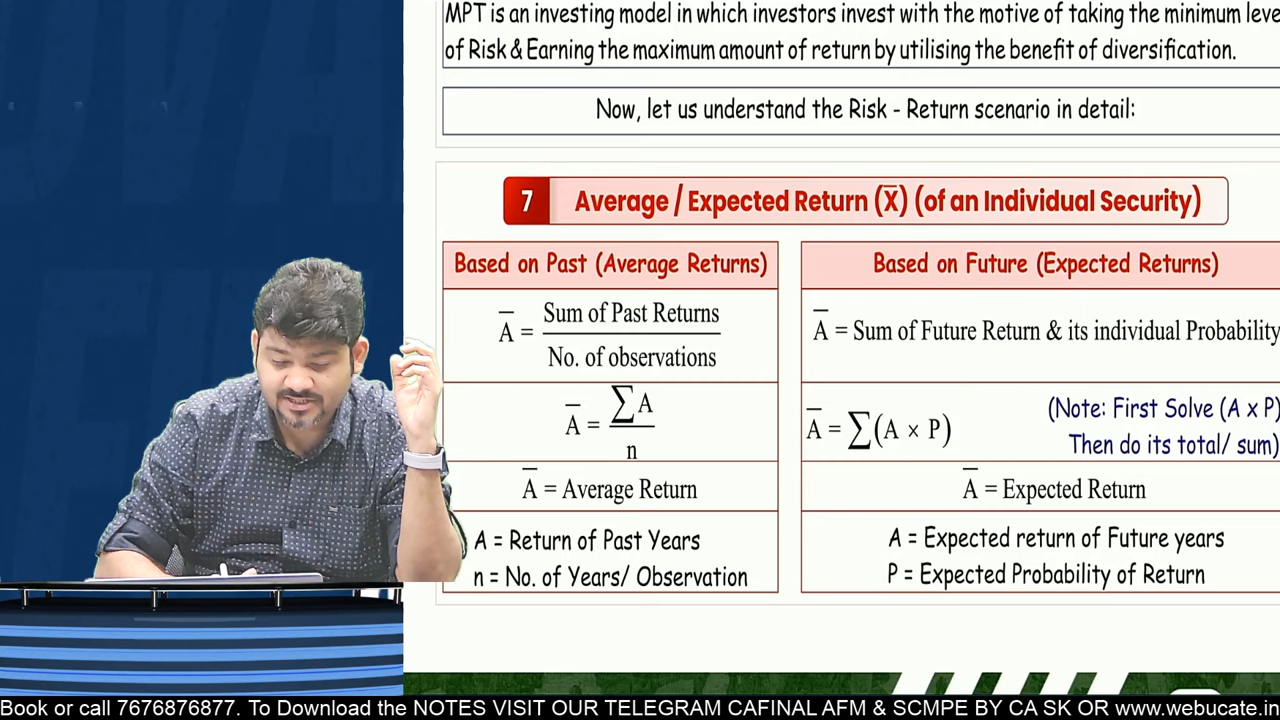 MPT is an investing model in which investors invest with the motive of taking the minimum leve
of Risk & Earning the maximum amount of return by utilising the benefit of diversification.
Now, let us understand the Risk - Return scenario in detail:
7 Average / Expected Return (X̅) (of an Individual Security)
Based on Past (Average Returns)
A̅ = Sum of Past Returns
No. of observations
A̅ = ∑A
n
A̅ = Average Return
A = Return of Past Years
n = No. of Years/ Observation
Based on Future (Expected Returns)
A̅ = Sum of Future Return & its individual Probability
A̅ = ∑(A × P)
(Note: First Solve (A x P)
Then do its total/ sum)
A̅ = Expected Return
A = Expected return of Future years
P = Expected Probability of Return
Book or call 7676876877. To Download the NOTES VISIT OUR TELEGRAM CAFINAL AFM & SCMPE BY CA SK OR www.webucate.in